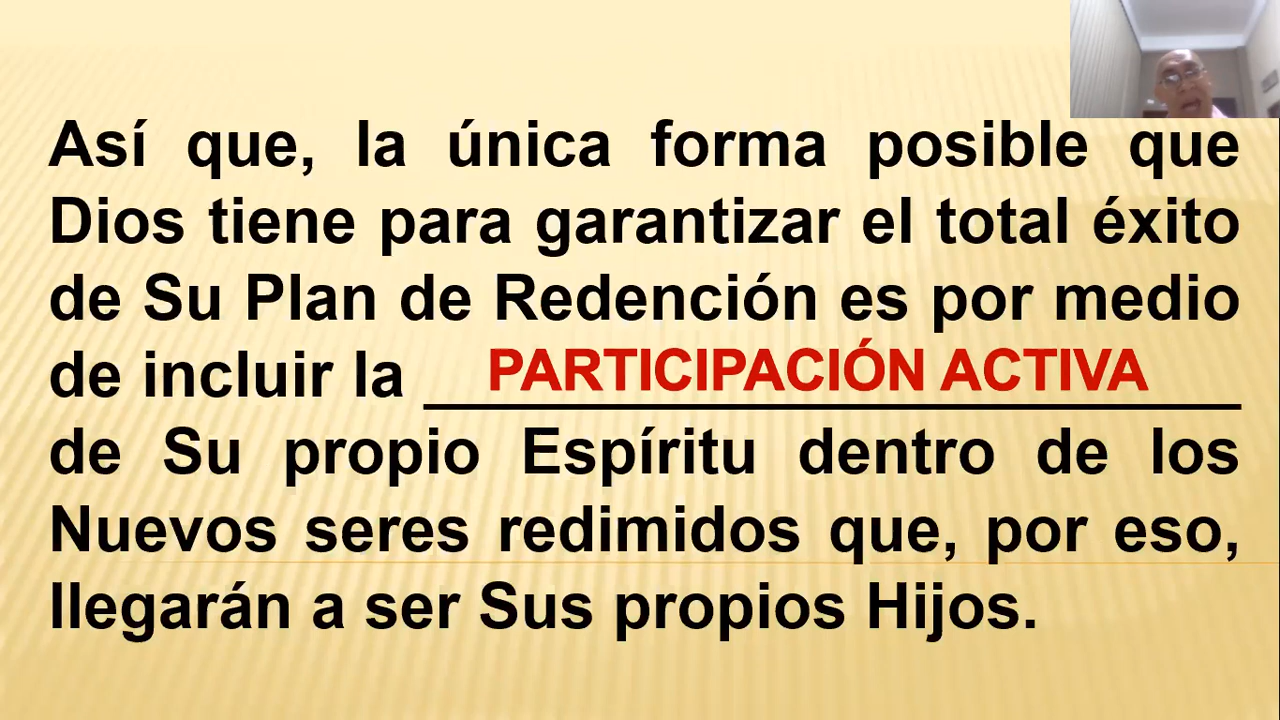 Así que, la única forma posible que
Dios tiene para garantizar el total éxito
de Su Plan de Redención es por medio
de incluir la PARTICIPACIÓN ACTIVA
de Su propio Espíritu dentro de los
Nuevos seres redimidos que, por eso,
llegarán a ser Sus propios Hijos.